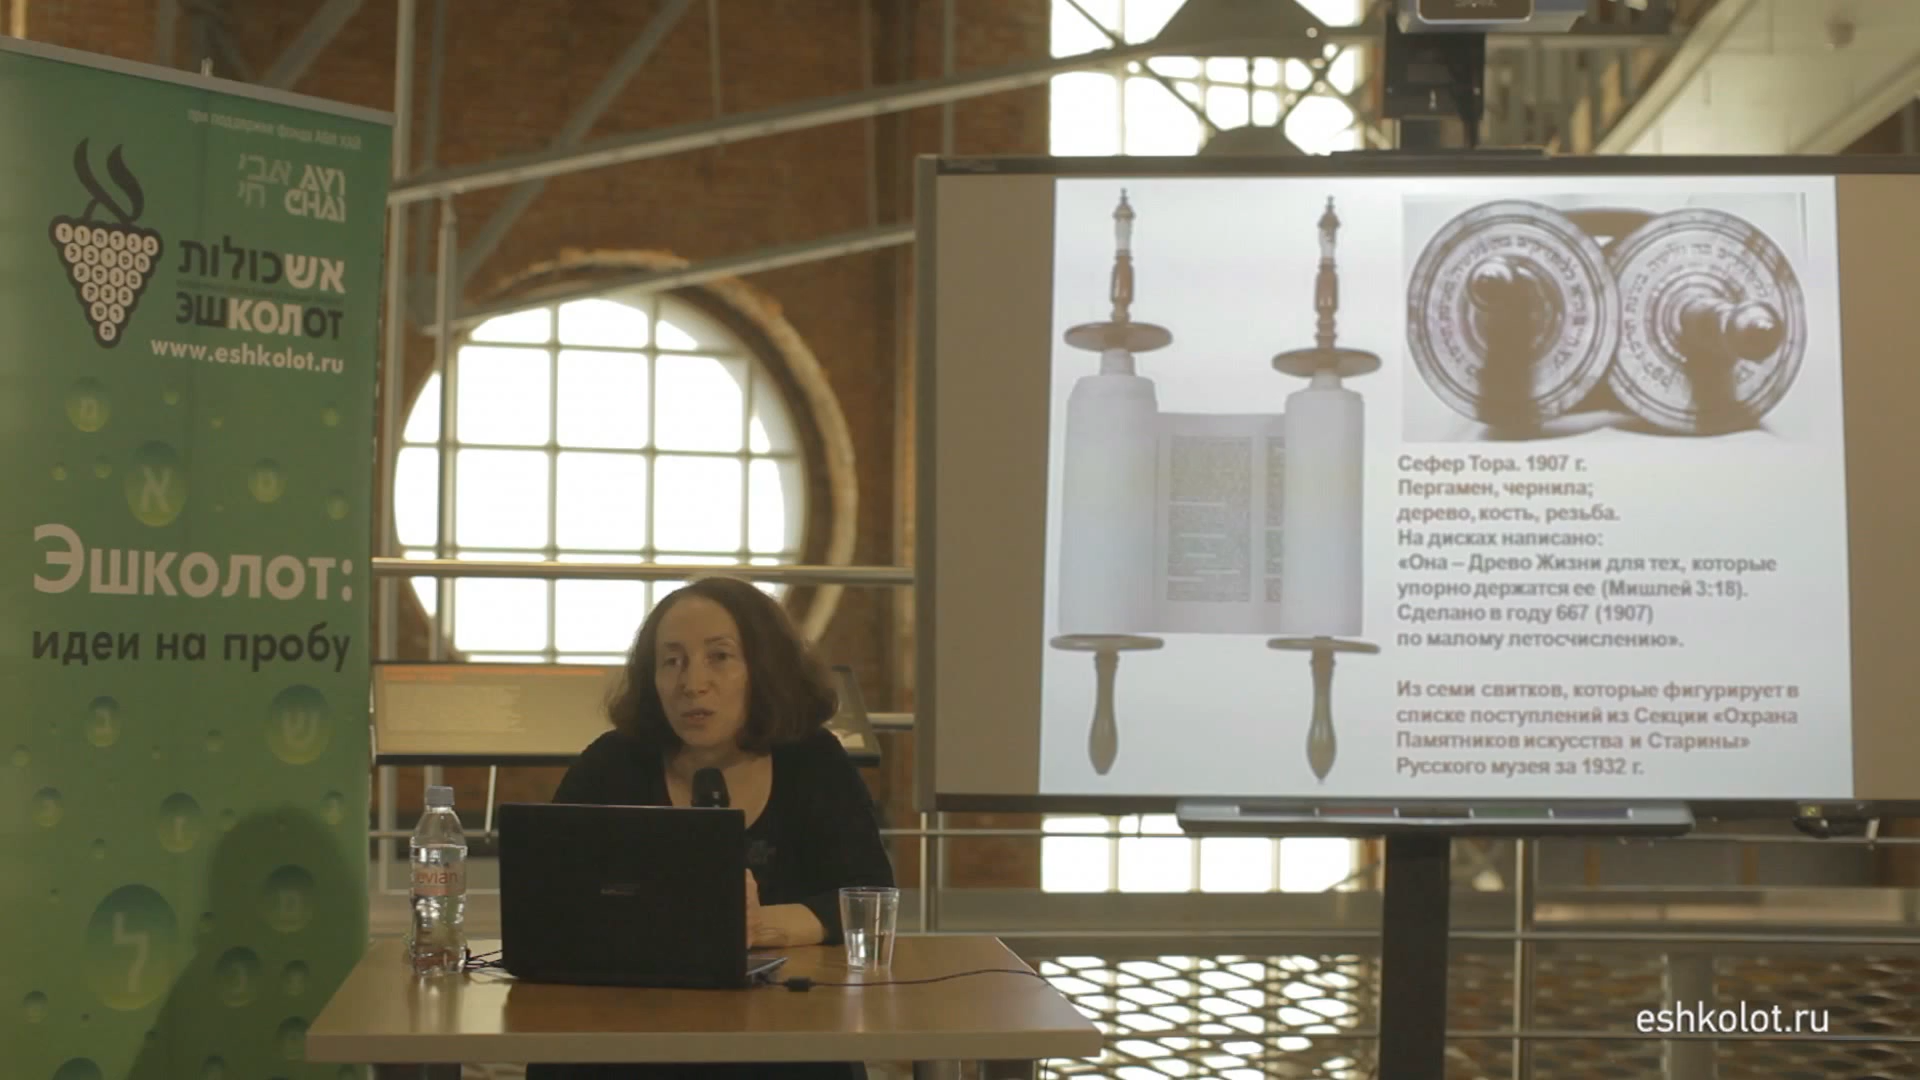 при поддержке фонда АВИ ХАЙ
אבי AVI
חי CHAI
אשכולות
ЭШКОЛОТ
www.eshkolot.ru
Эшколот:
идеи на пробу
evian
Сефер Тора. 1907 г.
Пергамен, чернила;
дерево, кость, резьба.
На дисках написано:
«Она – Древо Жизни для тех, которые
упорно держатся ее (Мишлей 3:18).
Сделано в году 667 (1907)
по малому летосчислению».
Из семи свитков, которые фигурирует в
списке поступлений из Секции «Охрана
Памятников искусства и Старины»
Русского музея за 1932 г.
eshkolot.ru